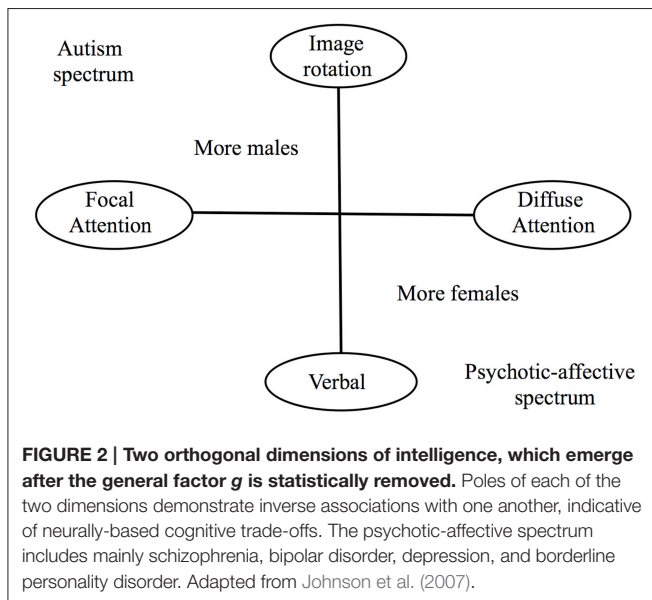 Autism
spectrum
Image
rotation
More males
Focal
Attention
Diffuse
Attention
More females
Verbal
Psychotic-affective
spectrum
FIGURE 2 | Two orthogonal dimensions of intelligence, which emerge
after the general factor g is statistically removed. Poles of each of the
two dimensions demonstrate inverse associations with one another, indicative
of neurally-based cognitive trade-offs. The psychotic-affective spectrum
includes mainly schizophrenia, bipolar disorder, depression, and borderline
personality disorder. Adapted from Johnson et al. (2007).